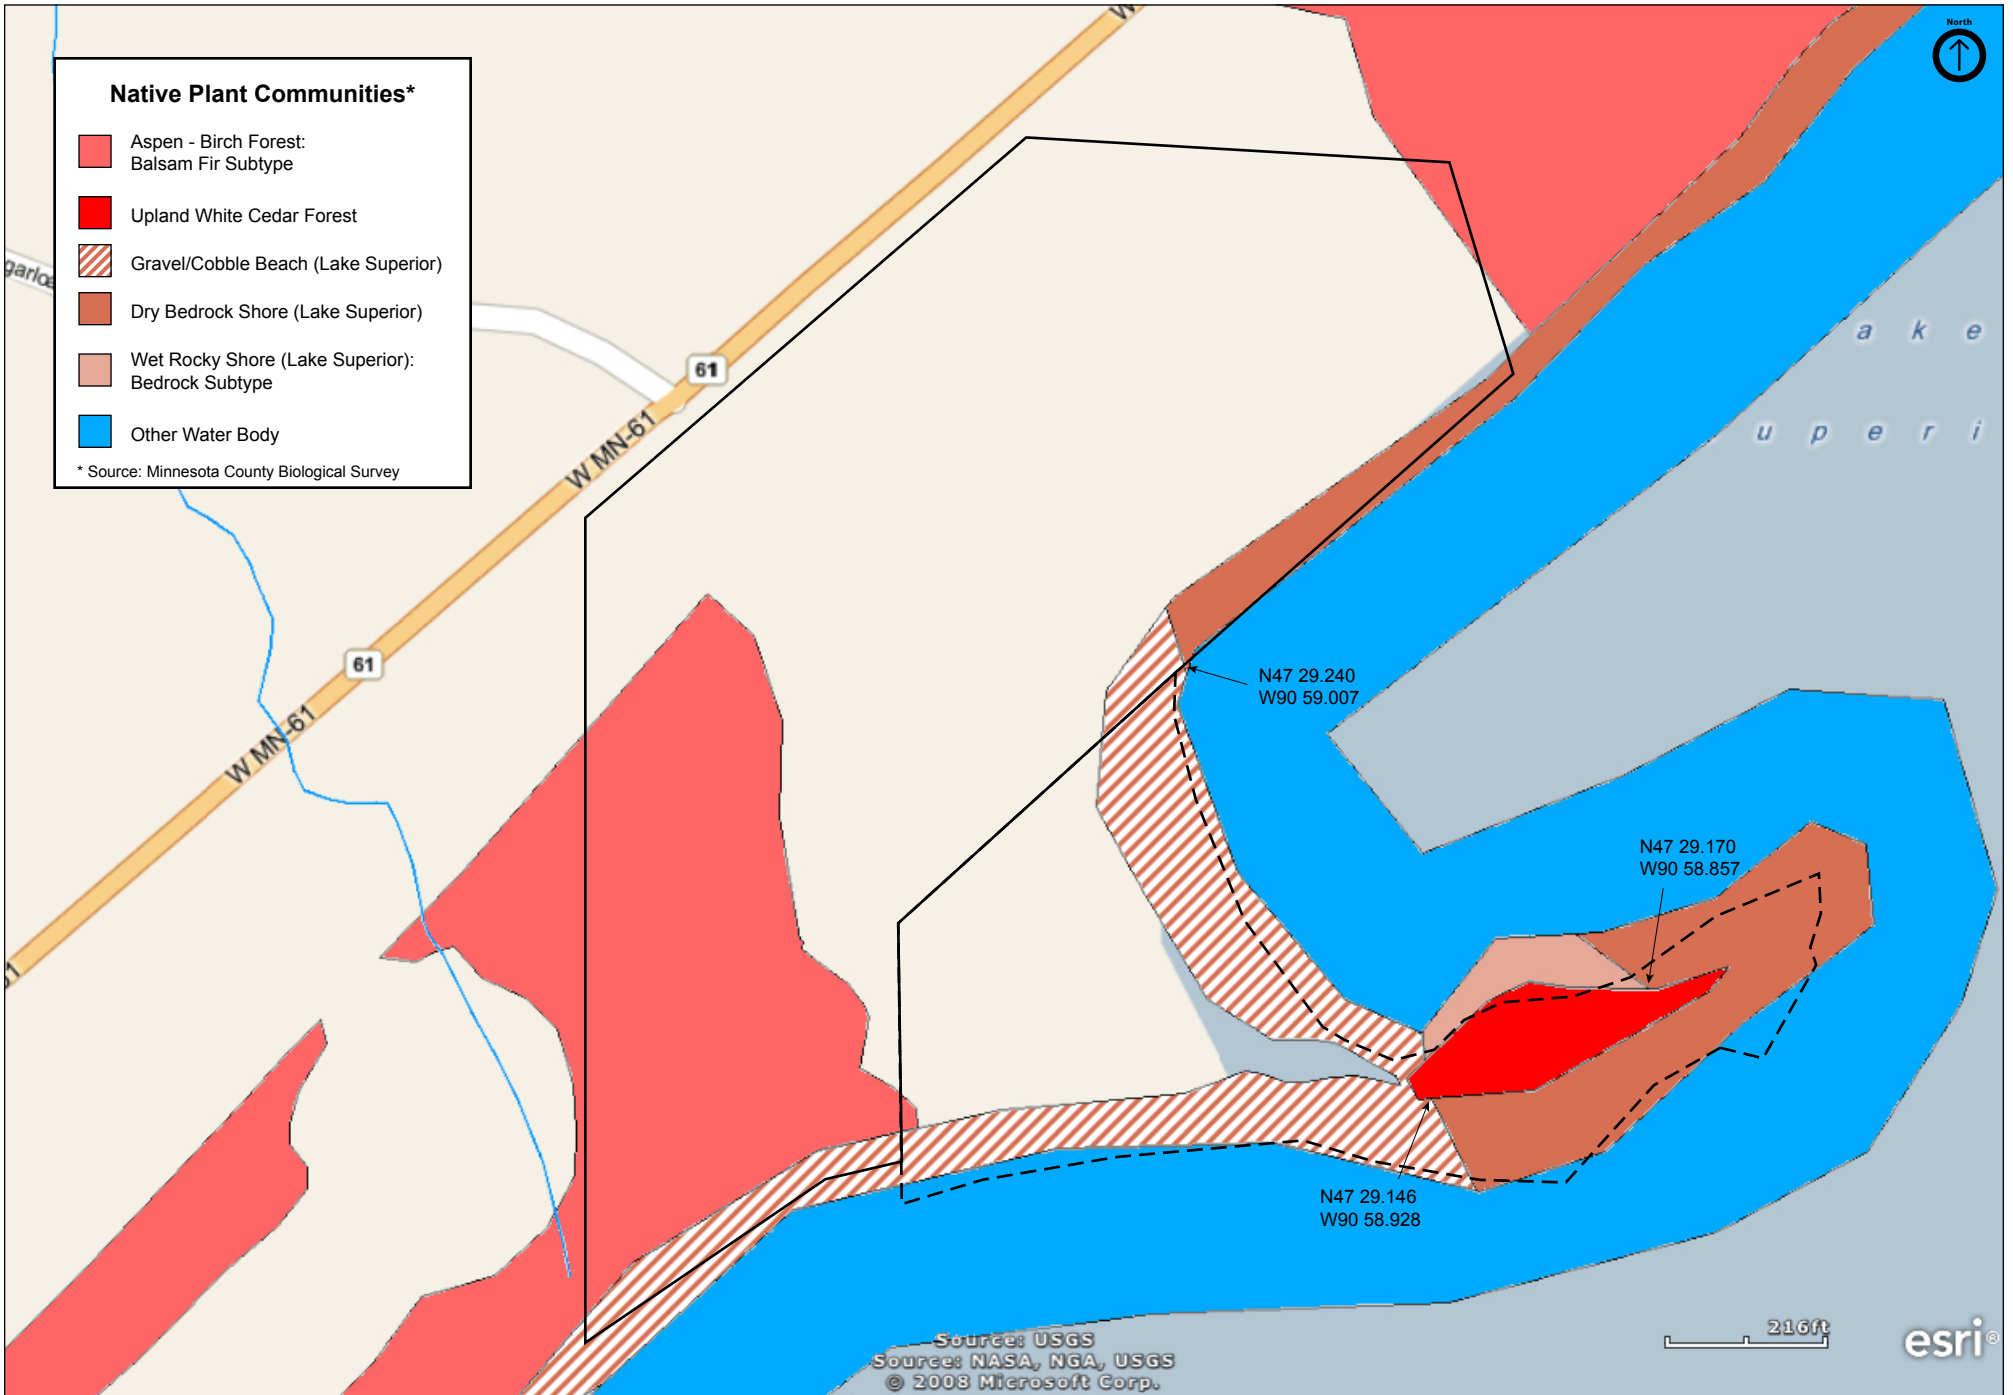 North
Native Plant Communities*
Aspen - Birch Forest:
Balsam Fir Subtype
Upland White Cedar Forest
Gravel/Cobble Beach (Lake Superior)
Dry Bedrock Shore (Lake Superior)
Wet Rocky Shore (Lake Superior):
Bedrock Subtype
Other Water Body
* Source: Minnesota County Biological Survey
garloa
W
61
W MN-61
61
W MN-61
61
a k e
u p e r i
N47 29.240
W90 59.007
N47 29.170
W90 58.857
N47 29.146
W90 58.928
216ft
esri®
Source: USGS
Source: NASA, NGA, USGS
© 2008 Microsoft Corp.